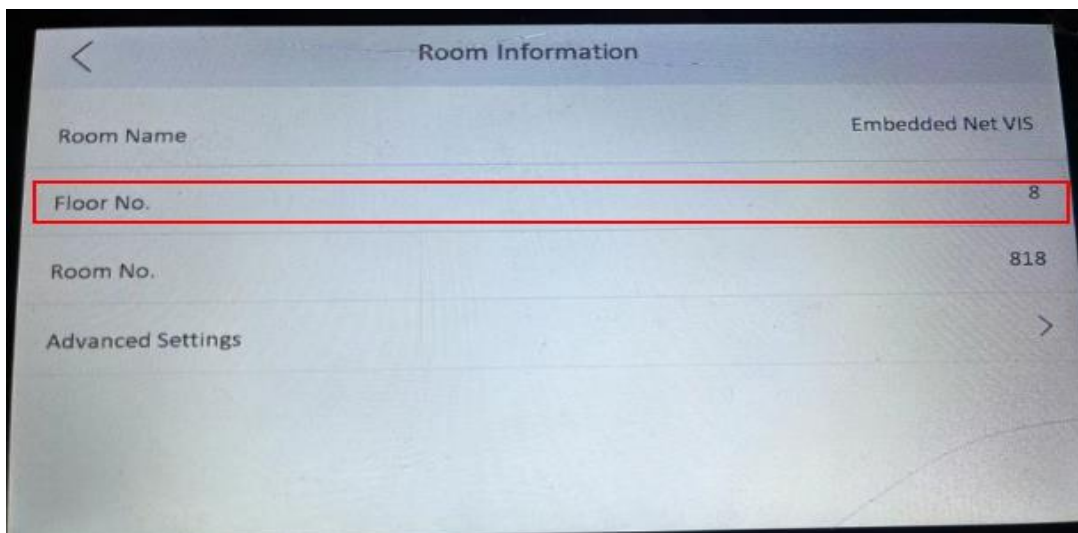 Room Information
Room Name Embedded Net VIS
Floor No. 8
Room No. 818
Advanced Settings